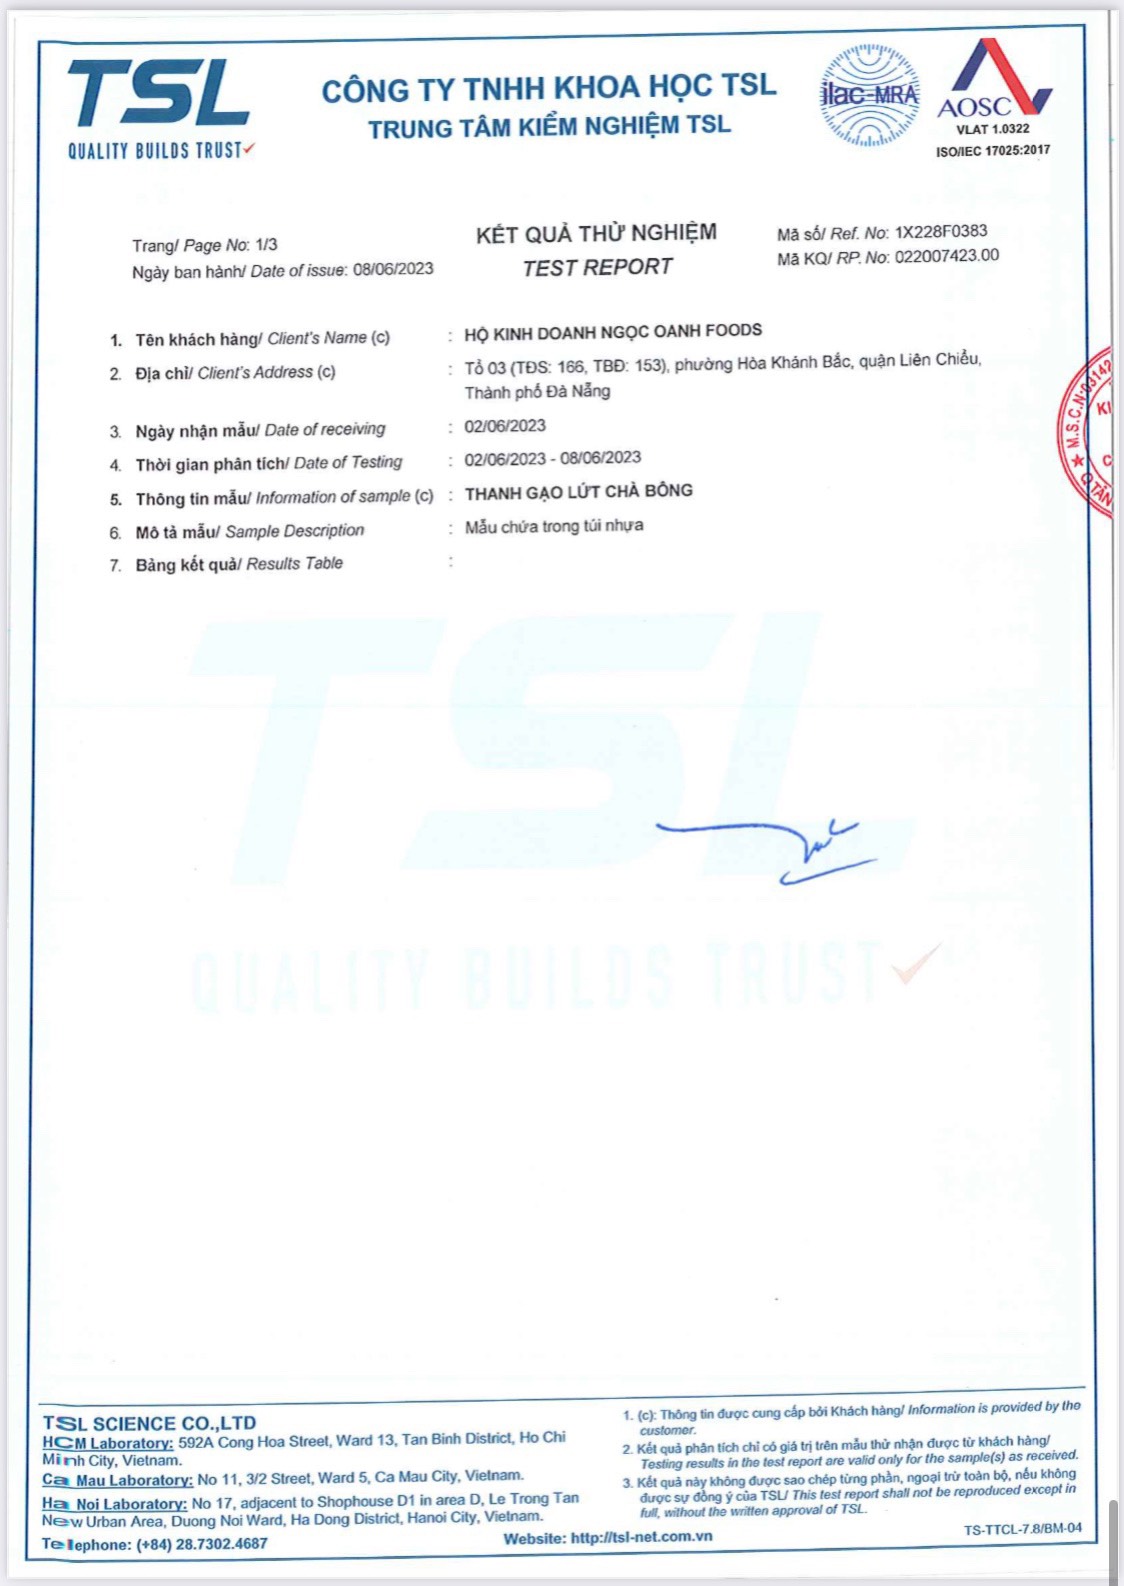 TSL
QUALITY BUILDS TRUST
CÔNG TY TNHH KHOA HỌC TSL
TRUNG TÂM KIỂM NGHIỆM TSL
ilac-MRA
AOSC
VLAT 1.0322
ISO/IEC 17025:2017
Trang/ Page No: 1/3
Ngày ban hành/ Date of issue: 08/06/2023
KẾT QUẢ THỬ NGHIỆM
TEST REPORT
Mã số/ Ref. No: 1X228F0383
Mã KQ/ RP. No: 022007423.00
1. Tên khách hàng/ Client's Name (c) : HỘ KINH DOANH NGỌC OANH FOODS
2. Địa chỉ/ Client's Address (c) : Tổ 03 (TĐS: 166, TBĐ: 153), phường Hòa Khánh Bắc, quận Liên Chiểu,
Thành phố Đà Nẵng
3. Ngày nhận mẫu/ Date of receiving : 02/06/2023
4. Thời gian phân tích/ Date of Testing : 02/06/2023 - 08/06/2023
5. Thông tin mẫu/ Information of sample (c) : THANH GẠO LỨT CHÀ BÔNG
6. Mô tả mẫu/ Sample Description : Mẫu chứa trong túi nhựa
7. Bảng kết quả/ Results Table :
★ M.S.C.N:03142
TSL
QUALITY BUILDS TRUST
TSL SCIENCE CO.,LTD
HCM Laboratory: 592A Cong Hoa Street, Ward 13, Tan Binh District, Ho Chi
Minh City, Vietnam.
Ca Mau Laboratory: No 11, 3/2 Street, Ward 5, Ca Mau City, Vietnam.
Ha Noi Laboratory: No 17, adjacent to Shophouse D1 in area D, Le Trong Tan
New Urban Area, Duong Noi Ward, Ha Dong District, Hanoi City, Vietnam.
Telephone: (+84) 28.7302.4687
Website: http://tsl-net.com.vn
1. (c): Thông tin được cung cấp bởi Khách hàng/ Information is provided by the
customer.
2. Kết quả phân tích chỉ có giá trị trên mẫu thử nhận được từ khách hàng/
Testing results in the test report are valid only for the sample(s) as received.
3. Kết quả này không được sao chép từng phần, ngoại trừ toàn bộ, nếu không
được sự đồng ý của TSL/ This test report shall not be reproduced except in
full, without the written approval of TSL.
TS-TTCL-7.8/BM-04